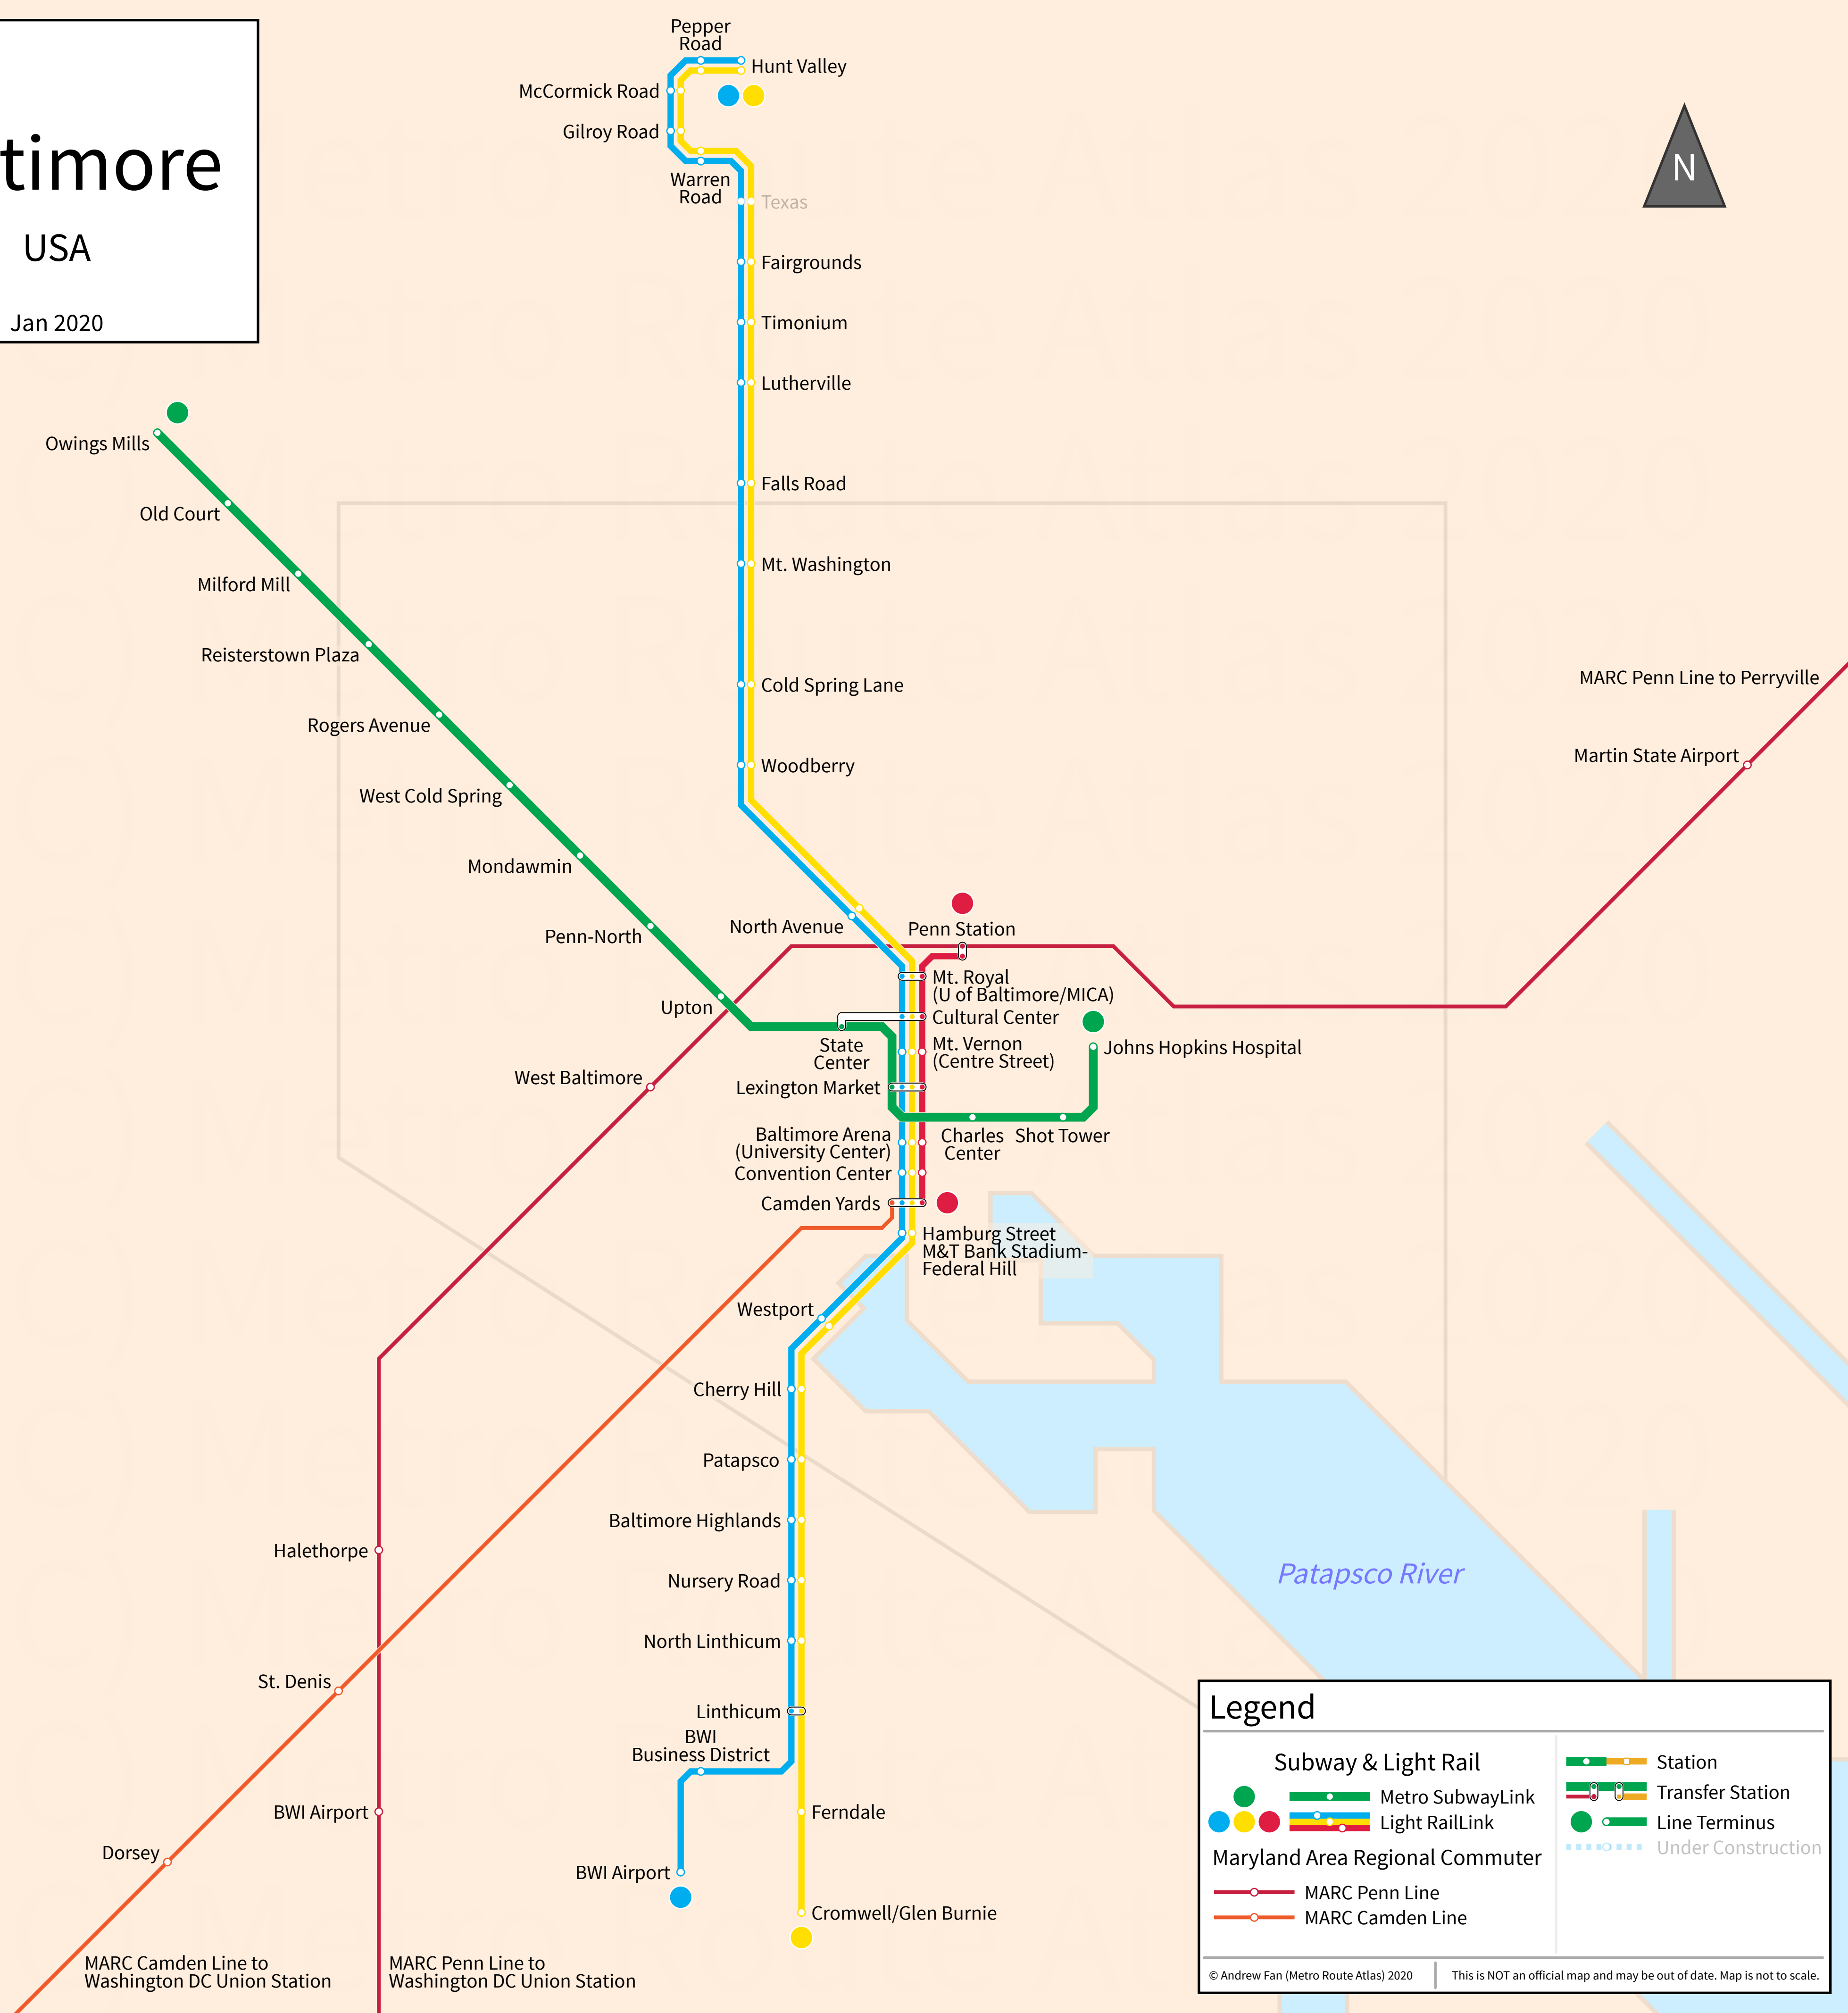 timore
USA
Jan 2020
Pepper
Road
Hunt Valley
McCormick Road
Gilroy Road
Warren
Road
Texas
Fairgrounds
Timonium
Lutherville
Falls Road
Mt. Washington
Cold Spring Lane
Woodberry
N
Owings Mills
Old Court
Milford Mill
Reisterstown Plaza
Rogers Avenue
West Cold Spring
Mondawmin
Penn-North
Upton
MARC Penn Line to Perryville
Martin State Airport
North Avenue
Penn Station
Mt. Royal
(U of Baltimore/MICA)
Cultural Center
State
Center
Mt. Vernon
(Centre Street)
Johns Hopkins Hospital
West Baltimore
Lexington Market
Baltimore Arena
(University Center)
Charles
Center
Shot Tower
Convention Center
Camden Yards
Hamburg Street
M&T Bank Stadium-
Federal Hill
Westport
Cherry Hill
Patapsco
Baltimore Highlands
Nursery Road
North Linthicum
Linthicum
BWI
Business District
BWI Airport
Ferndale
Cromwell/Glen Burnie
Halethorpe
St. Denis
BWI Airport
Dorsey
MARC Camden Line to
Washington DC Union Station
MARC Penn Line to
Washington DC Union Station
Patapsco River
Legend
Subway & Light Rail
Metro SubwayLink
Light RailLink
Maryland Area Regional Commuter
MARC Penn Line
MARC Camden Line
Station
Transfer Station
Line Terminus
Under Construction
© Andrew Fan (Metro Route Atlas) 2020
This is NOT an official map and may be out of date. Map is not to scale.